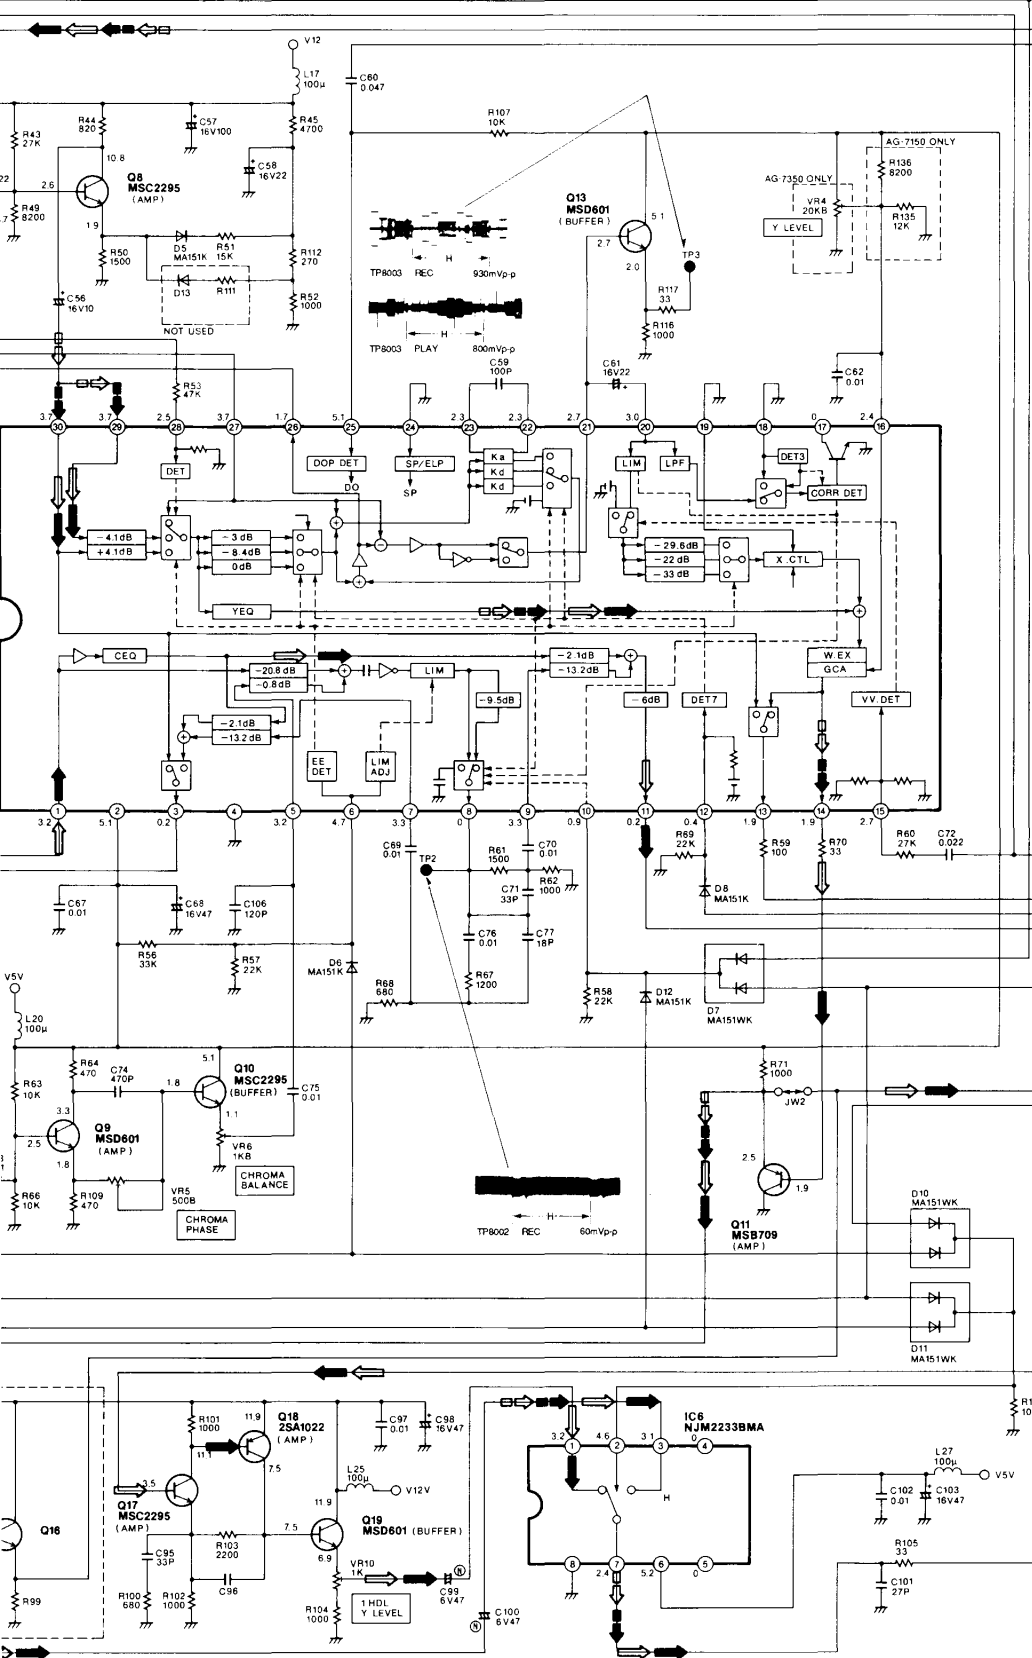 V12
L17
100μ
C60
0.047
R107
10K
R43
27K
R44
820
C57
16V100
R45
4700
C58
16V22
10.8
22
2.6
Q8
MSC2295
(AMP)
1.9
R49
8200
R50
1500
D5
MA151K
R51
15K
R112
270
D13
R111
R52
1000
NOT USED
C56
16V10
R53
47K
TP8003 REC
H
930mVp-p
TP8003 PLAY
H
800mVp-p
Q13
MSD601
(BUFFER)
5.1
2.7
2.0
TP3
R117
33
R116
1000
AG-7150 ONLY
R136
8200
AG-7350 ONLY
VR4
20KB
Y LEVEL
R135
12K
C59
100P
C61
16V22
C62
0.01
3.7
3.7
2.5
3.7
1.7
5.1
2.3
2.3
2.7
3.0
0
2.4
30
29
28
27
26
25
24
23
22
21
20
19
18
17
16
DET
DOP DET
DO
SP/ELP
SP
Ka
Kd
Kd
LIM
LPF
DET3
CORR DET
-4.1dB
+4.1dB
-3dB
-8.4dB
0dB
-29.6dB
-22dB
-33dB
X.CTL
YEQ
CEQ
-20.8dB
-0.8dB
LIM
-2.1dB
-13.2dB
W.EX
GCA
-9.5dB
-6dB
DET7
VV.DET
-2.1dB
-13.2dB
EE
DET
LIM
ADJ
1
2
3
4
5
6
7
8
9
10
11
12
13
14
15
3.2
5.1
0.2
3.2
4.7
3.3
0
3.3
0.9
0.2
0.4
1.9
1.9
2.7
C69
0.01
TP2
R61
1500
C70
0.01
R62
1000
C71
33P
R69
22K
R59
100
R70
33
R60
27K
C72
0.022
D8
MA151K
C67
0.01
C68
16V47
C106
120P
C76
0.01
C77
18P
R56
33K
R57
22K
D6
MA151K
R68
680
R67
1200
R58
22K
D12
MA151K
D7
MA151WK
V5V
L20
100μ
R63
10K
R64
470
C74
470P
5.1
1.8
Q10
MSC2295
(BUFFER)
C75
0.01
1.1
VR6
1KB
CHROMA
BALANCE
3.3
2.5
Q9
MSD601
(AMP)
1.8
R66
10K
R109
470
VR5
500B
CHROMA
PHASE
TP8002 REC
H
60mVp-p
R71
1000
JW2
2.5
1.9
Q11
MSB709
(AMP)
D10
MA151WK
D11
MA151WK
R101
1000
11.9
Q18
2SA1022
(AMP)
11.1
7.5
C97
0.01
C98
16V47
L25
100μ
V12V
3.5
Q17
MSC2295
(AMP)
11.9
7.5
Q19
MSD601 (BUFFER)
6.9
Q16
C95
33P
R103
2200
C96
R99
R100
680
R102
1000
VR10
1K
R104
1000
1HDL
Y LEVEL
N
C99
6V47
N
C100
6V47
IC6
NJM2233BMA
3.2
4.6
3.1
0
1
2
3
4
H
8
7
6
5
2.4
5.2
0
L27
100μ
V5V
C102
0.01
C103
16V47
R105
33
C101
27P